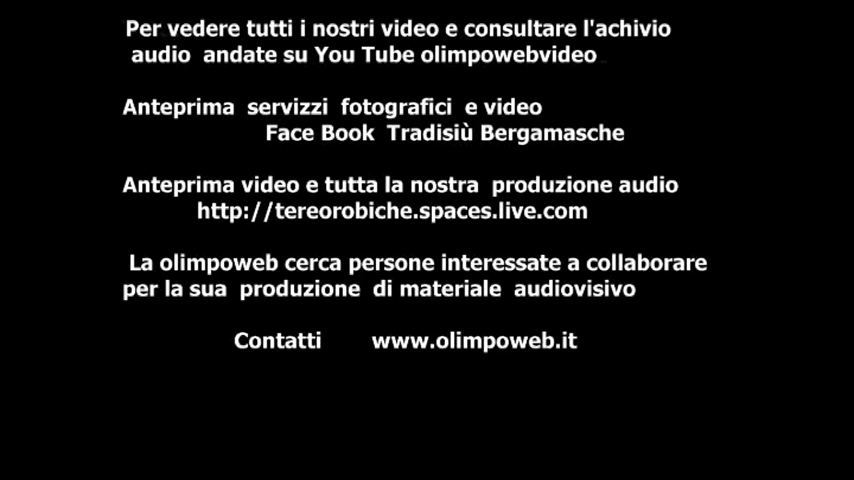 Per vedere tutti i nostri video e consultare l'achivio
audio andate su You Tube olimpowebvideo
Anteprima servizzi fotografici e video
Face Book Tradisiù Bergamasche
Anteprima video e tutta la nostra produzione audio
http://tereorobiche.spaces.live.com
La olimpoweb cerca persone interessate a collaborare
per la sua produzione di materiale audiovisivo
Contatti www.olimpoweb.it